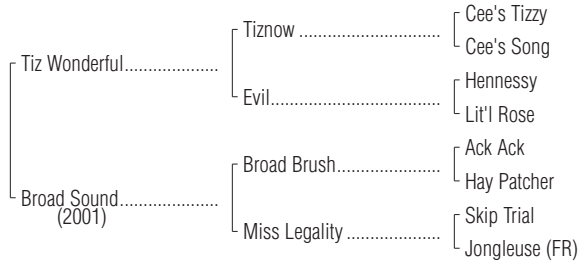 Cee's Tizzy
Tiznow ............................
Cee's Song
Tiz Wonderful...................
Hennessy
Evil..................................
Lit'l Rose
Ack Ack
Broad Brush.....................
Hay Patcher
Broad Sound....................
(2001)
Skip Trial
Miss Legality ...................
Jongleuse (FR)